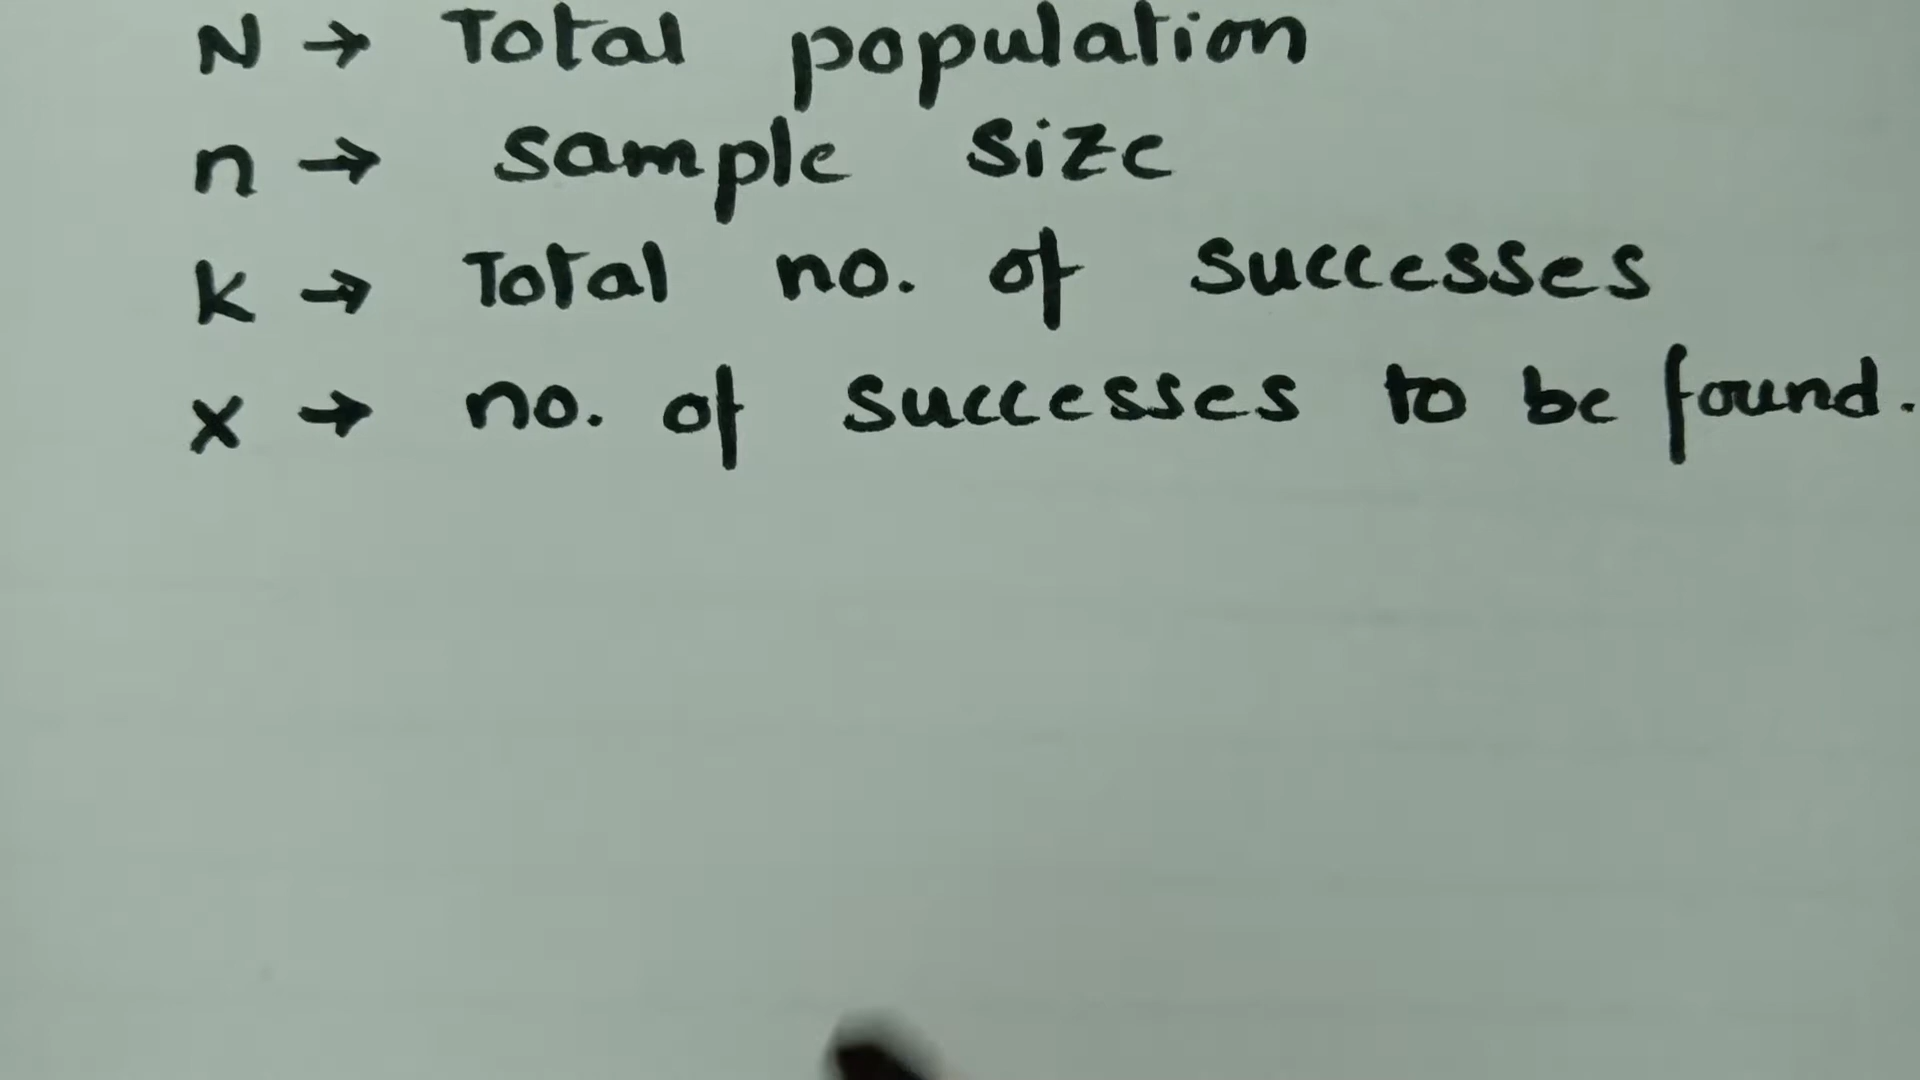 N → Total population
n → sample size
k → Total no. of successes
x → no. of successes to be found.